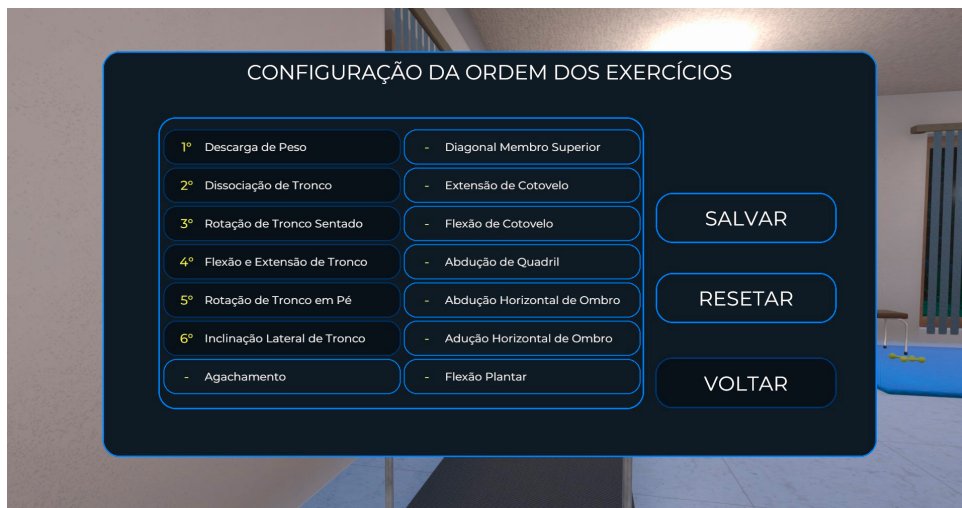 CONFIGURAÇÃO DA ORDEM DOS EXERCÍCIOS
1º Descarga de Peso
2º Dissociação de Tronco
3º Rotação de Tronco Sentado
4º Flexão e Extensão de Tronco
5º Rotação de Tronco em Pé
6º Inclinação Lateral de Tronco
- Agachamento
- Diagonal Membro Superior
- Extensão de Cotovelo
- Flexão de Cotovelo
- Abdução de Quadril
- Abdução Horizontal de Ombro
- Adução Horizontal de Ombro
- Flexão Plantar
SALVAR
RESETAR
VOLTAR